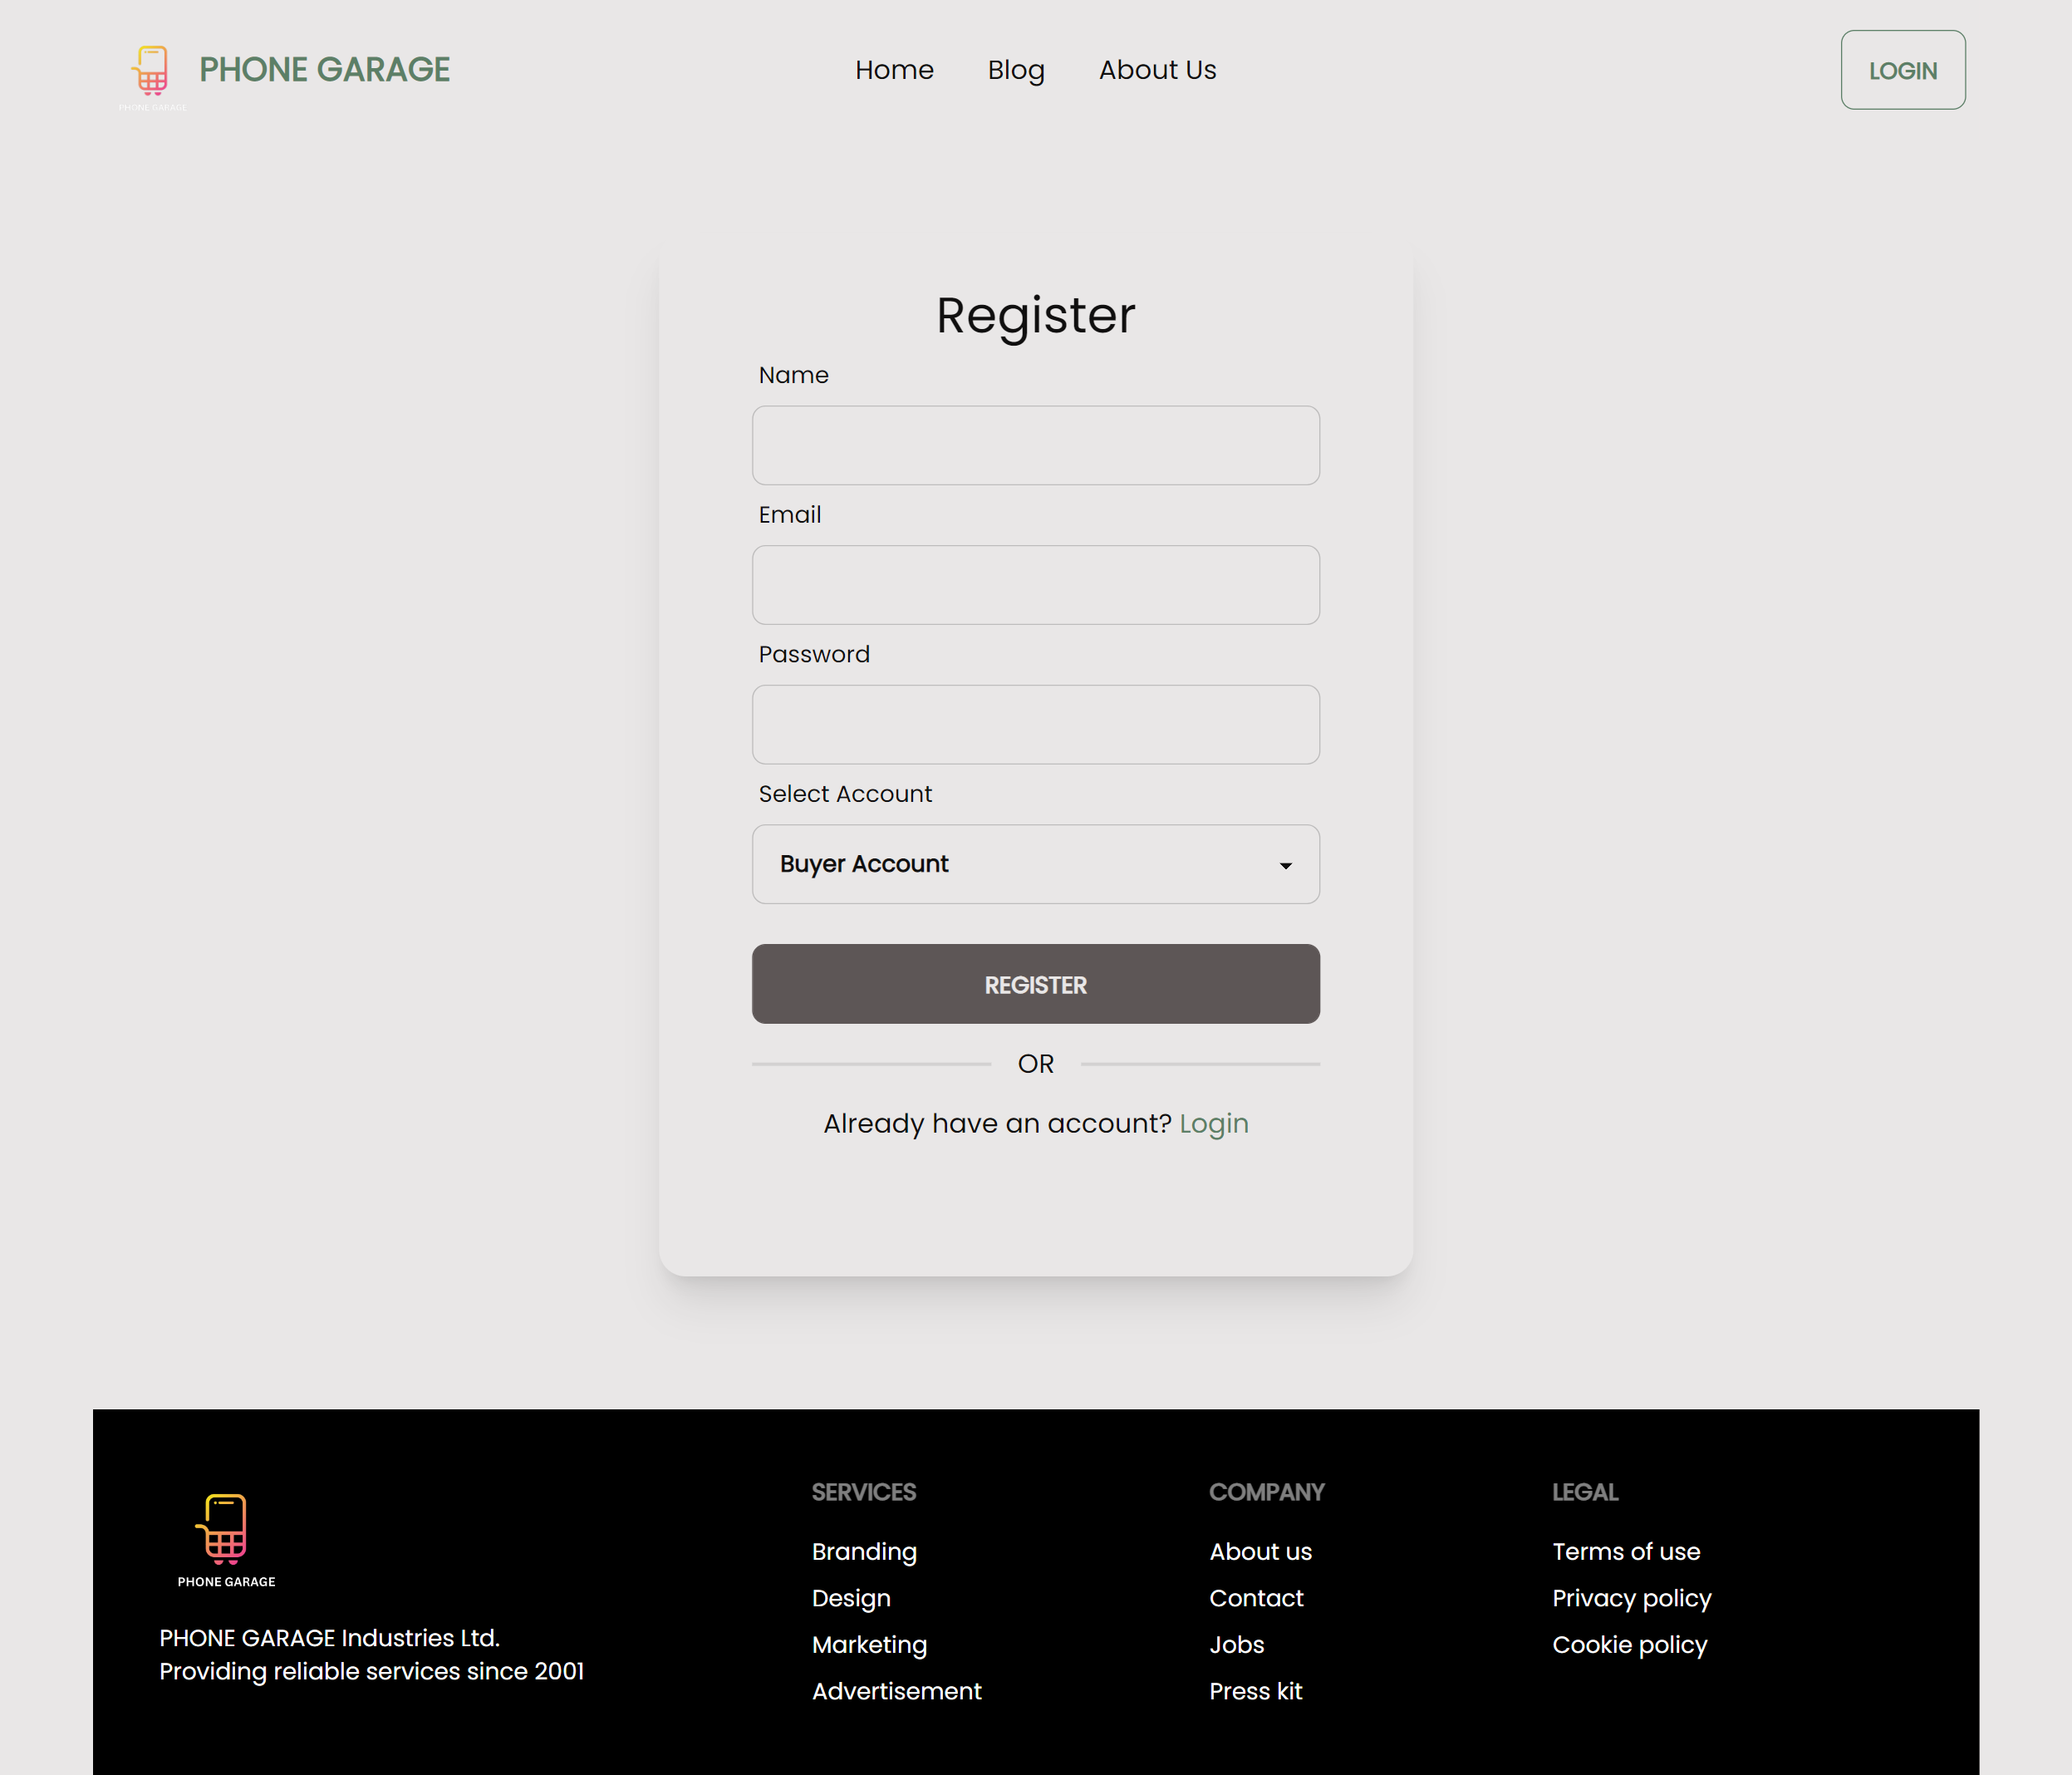 PHONE GARAGE
PHONE GARAGE
Home
Blog
About Us
LOGIN
Register
Name
Email
Password
Select Account
Buyer Account
REGISTER
OR
Already have an account? Login
PHONE GARAGE
PHONE GARAGE Industries Ltd.
Providing reliable services since 2001
SERVICES
Branding
Design
Marketing
Advertisement
COMPANY
About us
Contact
Jobs
Press kit
LEGAL
Terms of use
Privacy policy
Cookie policy